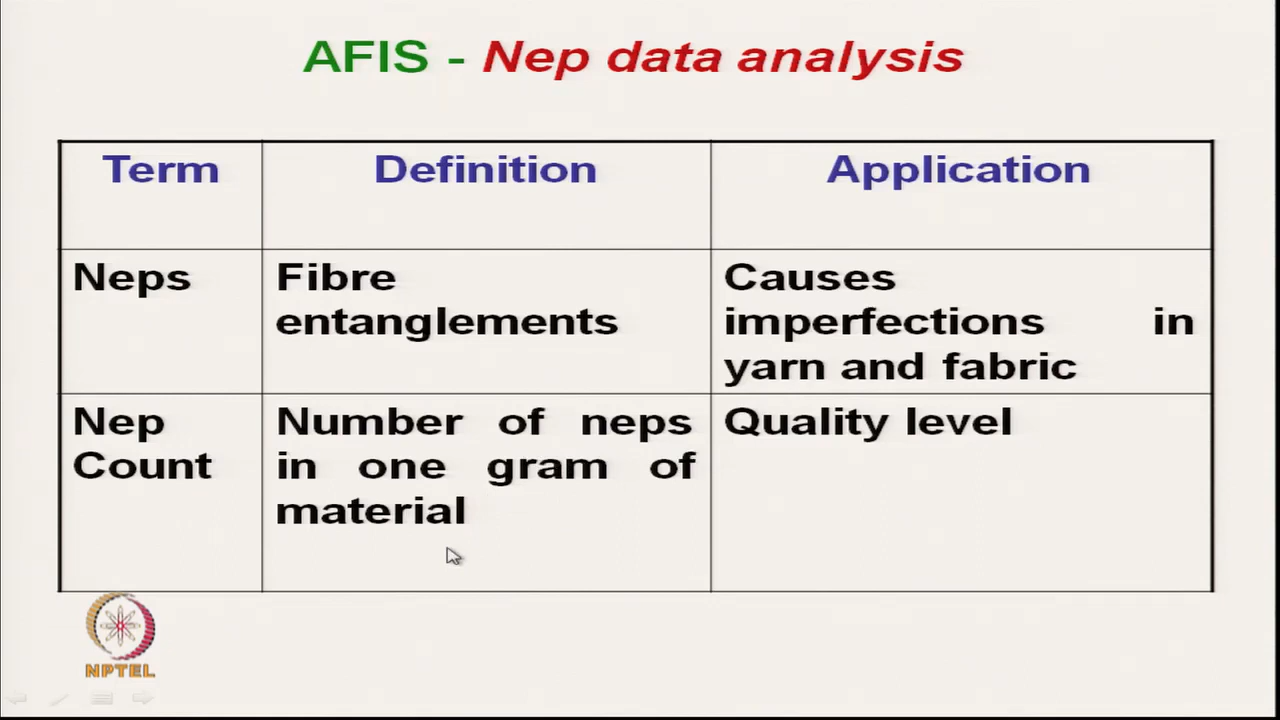 AFIS - Nep data analysis
Term
Definition
Application
Neps
Fibre
entanglements
Causes
imperfections in
yarn and fabric
Nep
Count
Number of neps
in one gram of
material
Quality level
NPTEL